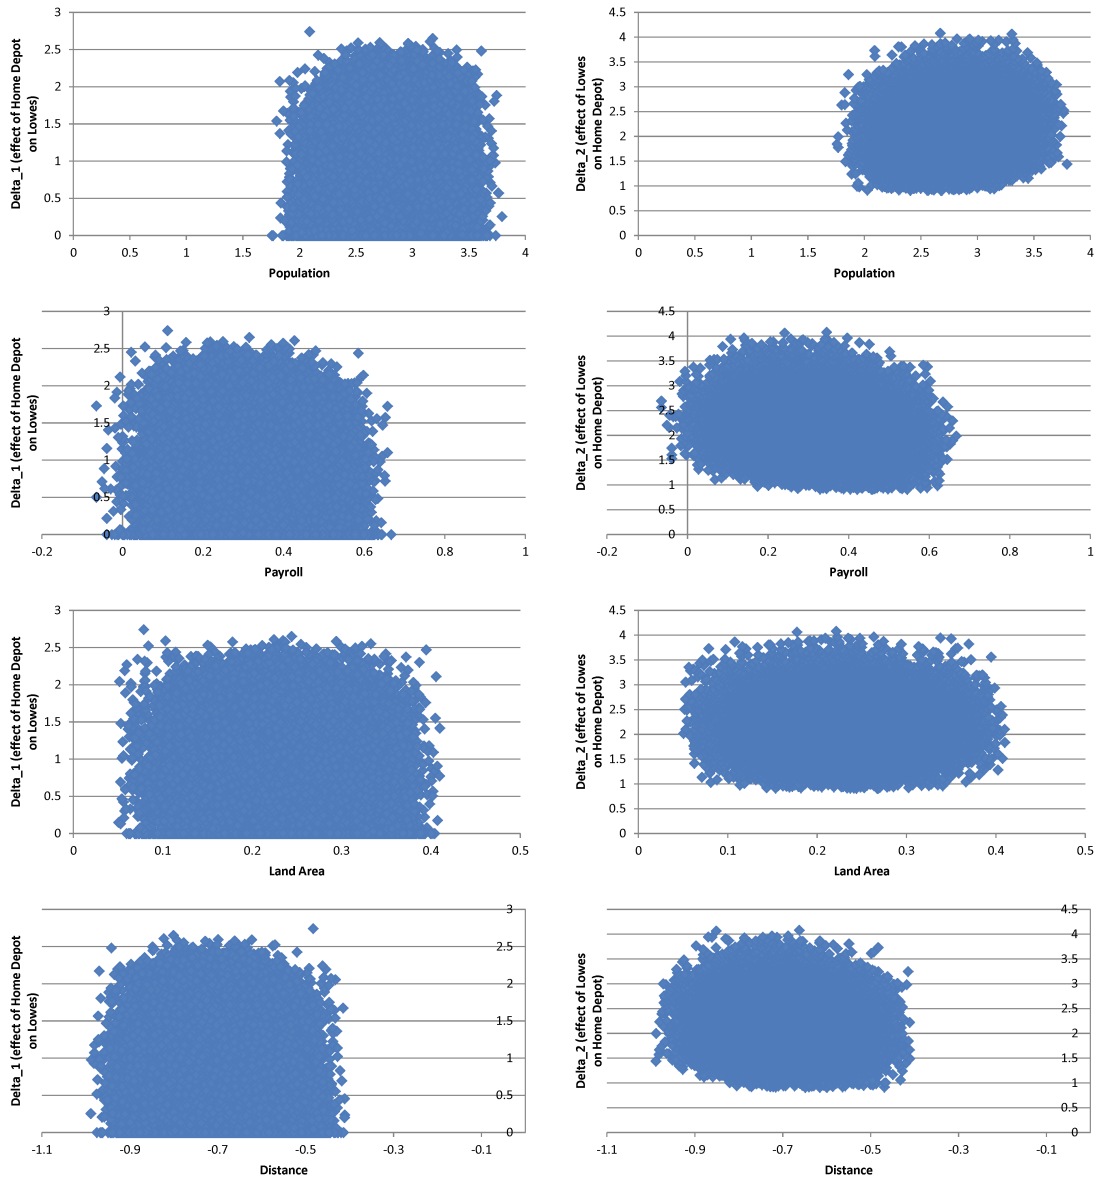 3
2.5
2
1.5
1
0.5
0
0 0.5 1 1.5 2 2.5 3 3.5 4
Delta_1 (effect of Home Depot
on Lowes)
Population
4.5
4
3.5
3
2.5
2
1.5
1
0.5
0
0 0.5 1 1.5 2 2.5 3 3.5 4
Delta_2 (effect of Lowes
on Home Depot)
Population
3
2.5
2
1.5
1
0.5
0
-0.2 0 0.2 0.4 0.6 0.8 1
Delta_1 (effect of Home Depot
on Lowes)
Payroll
4.5
4
3.5
3
2.5
2
1.5
1
0.5
0
-0.2 0 0.2 0.4 0.6 0.8 1
Delta_2 (effect of Lowes
on Home Depot)
Payroll
3
2.5
2
1.5
1
0.5
0
0 0.1 0.2 0.3 0.4 0.5
Delta_1 (effect of Home Depot
on Lowes)
Land Area
4.5
4
3.5
3
2.5
2
1.5
1
0.5
0
0 0.1 0.2 0.3 0.4 0.5
Delta_2 (effect of Lowes
on Home Depot)
Land Area
3
2.5
2
1.5
1
0.5
0
-1.1 -0.9 -0.7 -0.5 -0.3 -0.1
Delta_1 (effect of Home Depot
on Lowes)
Distance
4.5
4
3.5
3
2.5
2
1.5
1
0.5
0
-1.1 -0.9 -0.7 -0.5 -0.3 -0.1
Delta_2 (effect of Lowes
on Home Depot)
Distance